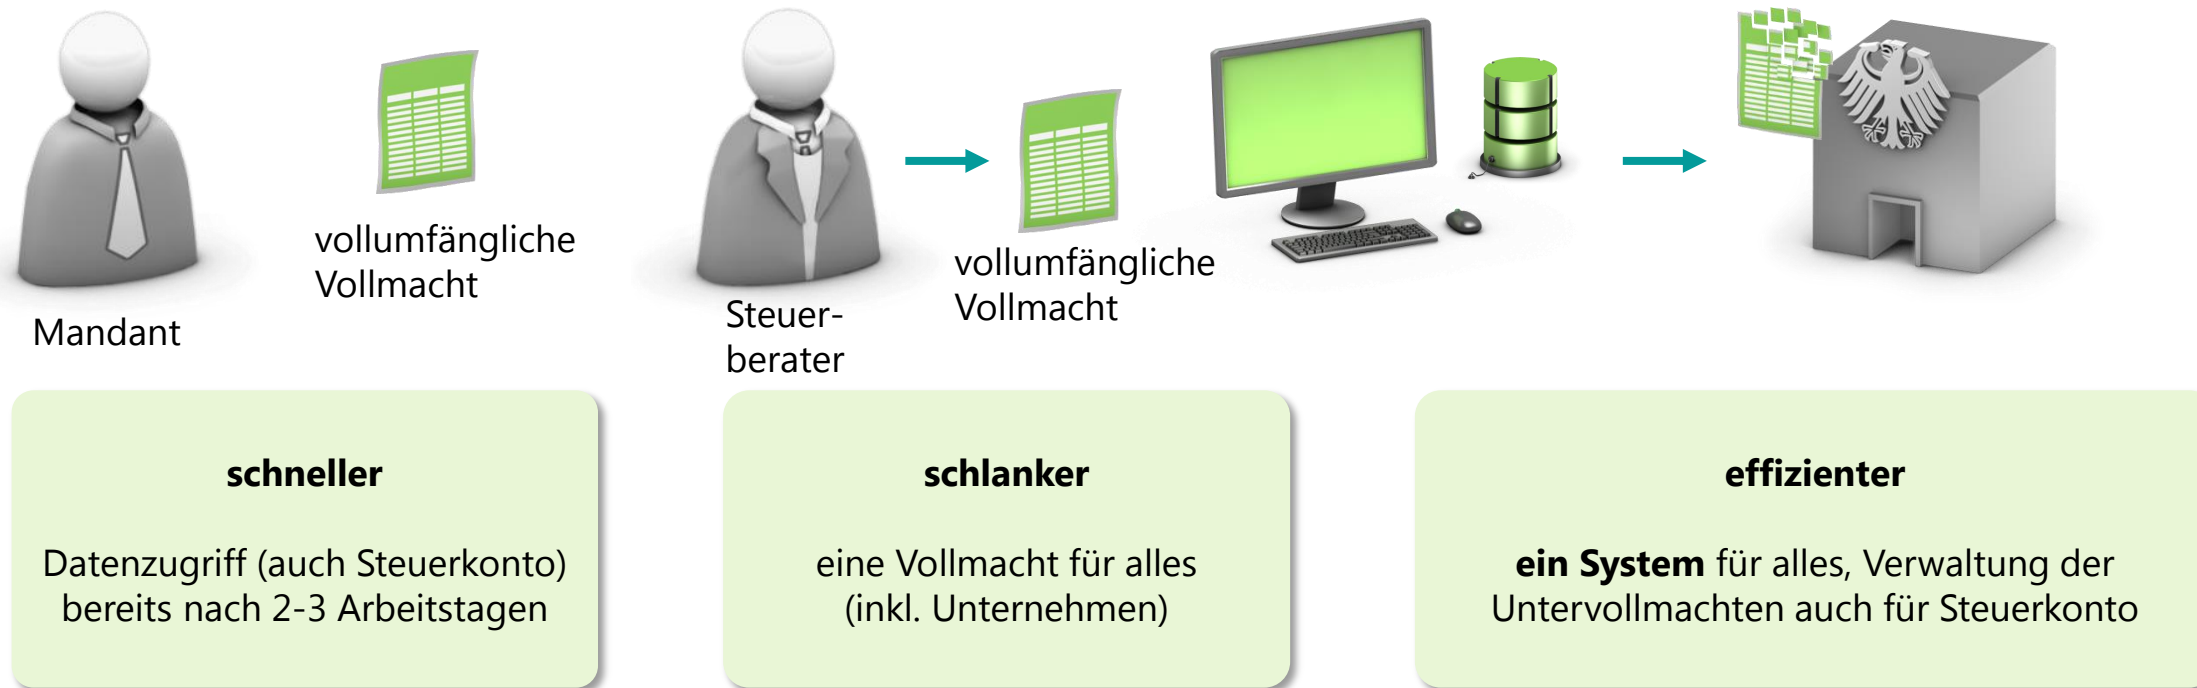 vollumfängliche
Vollmacht
Mandant
Steuer-
berater
vollumfängliche
Vollmacht
schneller
Datenzugriff (auch Steuerkonto)
bereits nach 2-3 Arbeitstagen
schlanker
eine Vollmacht für alles
(inkl. Unternehmen)
effizienter
ein System für alles, Verwaltung der
Untervollmachten auch für Steuerkonto